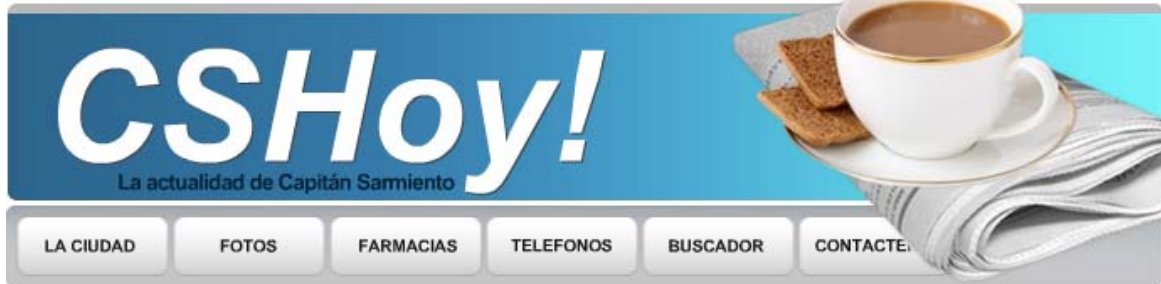 CSHoy!
La actualidad de Capitán Sarmiento
LA CIUDAD FOTOS FARMACIAS TELEFONOS BUSCADOR